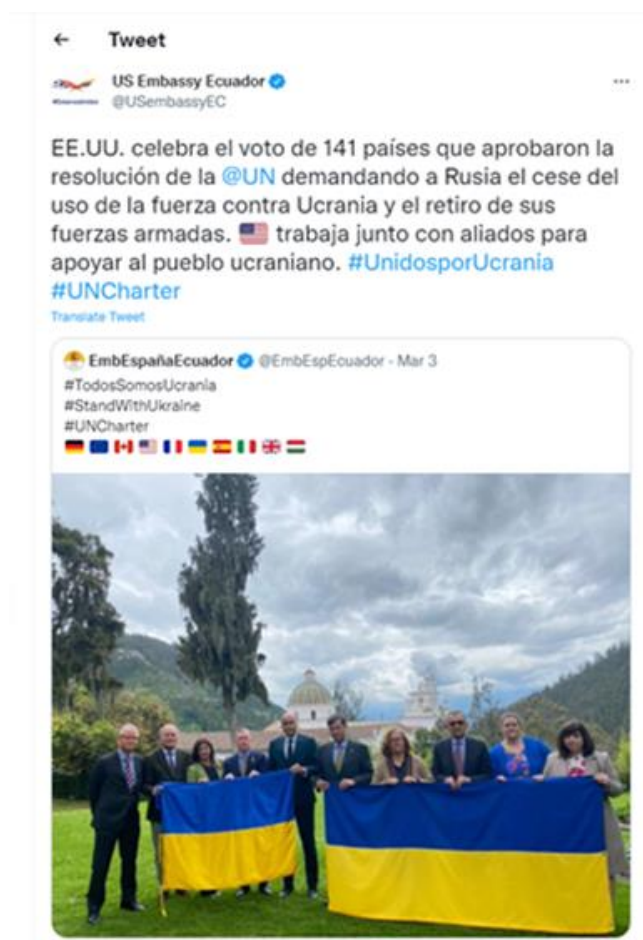 Tweet
US Embassy Ecuador
@USembassyEC
EE.UU. celebra el voto de 141 países que aprobaron la
resolución de la @UN demandando a Rusia el cese del
uso de la fuerza contra Ucrania y el retiro de sus
fuerzas armadas. 🇺🇸 trabaja junto con aliados para
apoyar al pueblo ucraniano. #UnidosporUcrania
#UNCharter
Translate Tweet
EmbEspañaEcuador @EmbEspEcuador - Mar 3
#TodosSomosUcrania
#StandWithUkraine
#UNCharter